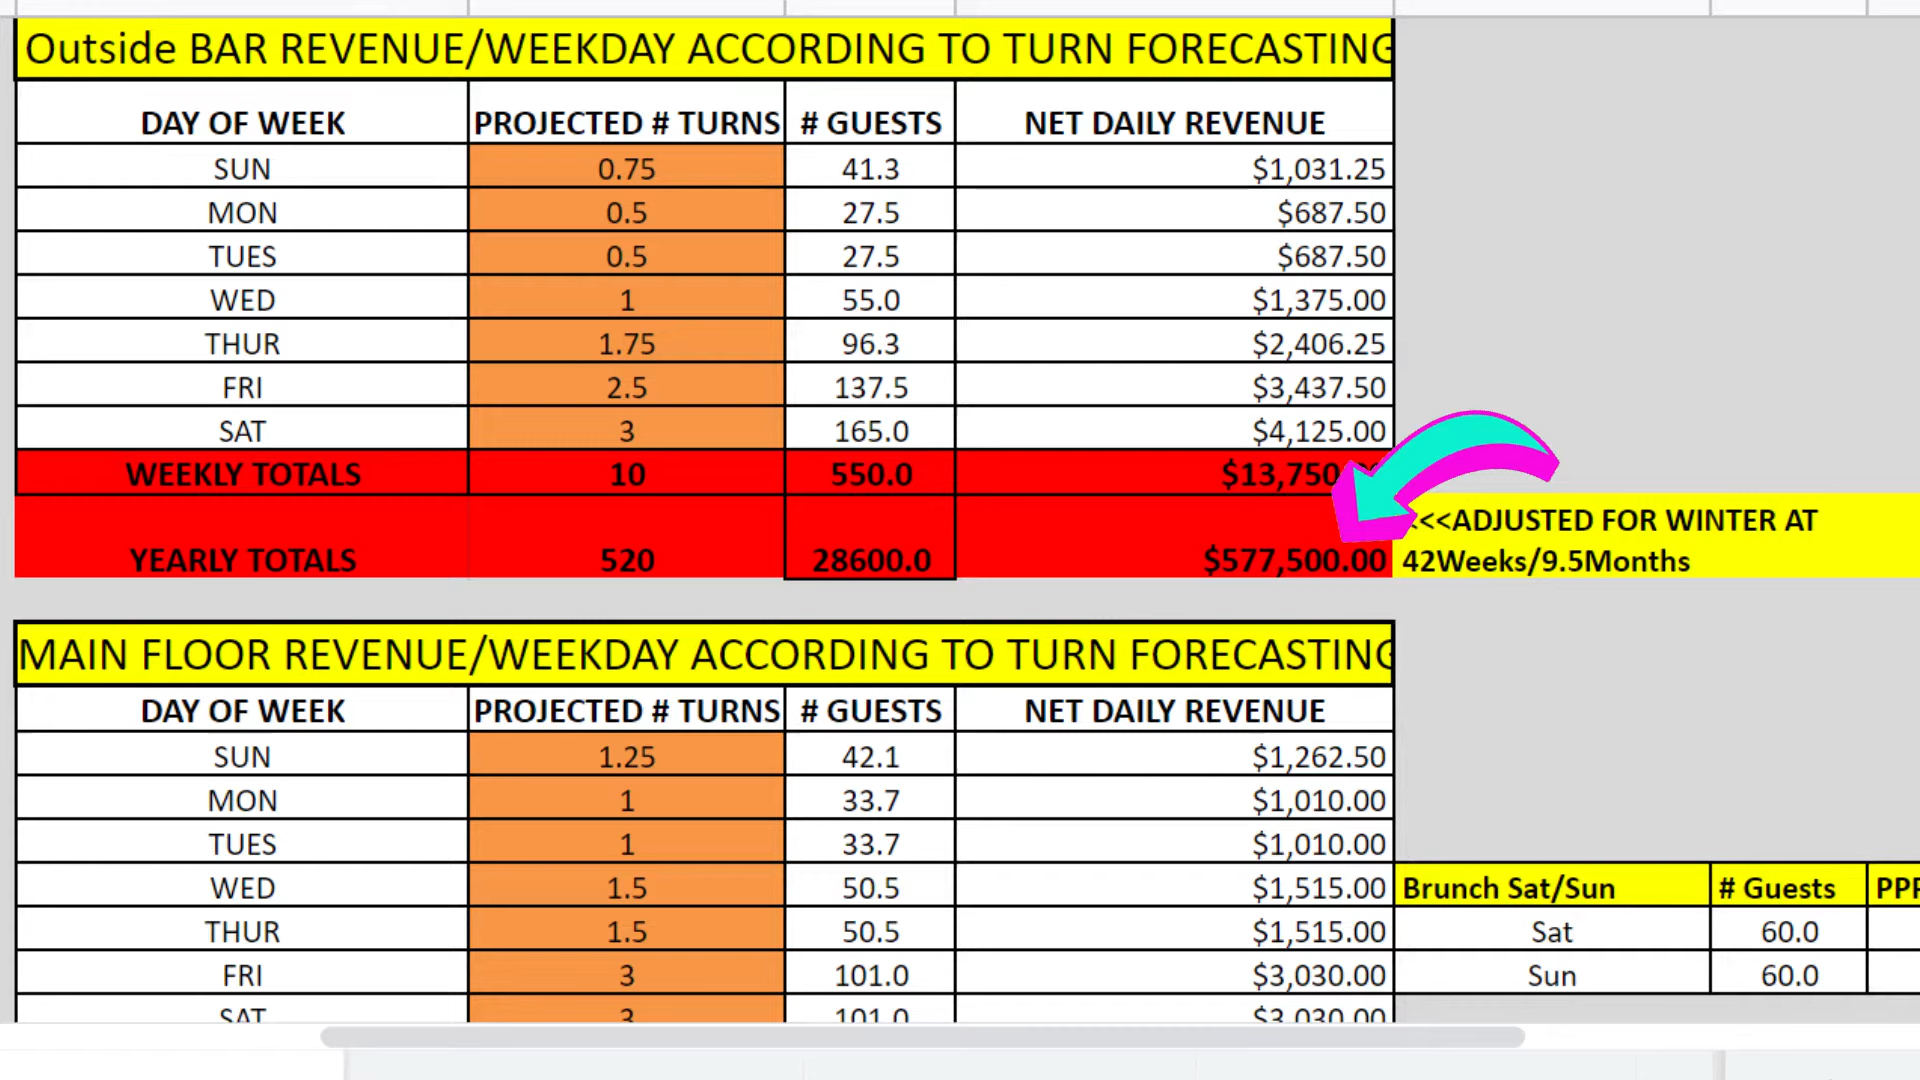 Outside BAR REVENUE/WEEKDAY ACCORDING TO TURN FORECASTING
DAY OF WEEK PROJECTED # TURNS # GUESTS NET DAILY REVENUE
SUN 0.75 41.3 $1,031.25
MON 0.5 27.5 $687.50
TUES 0.5 27.5 $687.50
WED 1 55.0 $1,375.00
THUR 1.75 96.3 $2,406.25
FRI 2.5 137.5 $3,437.50
SAT 3 165.0 $4,125.00
WEEKLY TOTALS 10 550.0 $13,750
<<<ADJUSTED FOR WINTER AT
YEARLY TOTALS 520 28600.0 $577,500.00 42Weeks/9.5Months
MAIN FLOOR REVENUE/WEEKDAY ACCORDING TO TURN FORECASTING
DAY OF WEEK PROJECTED # TURNS # GUESTS NET DAILY REVENUE
SUN 1.25 42.1 $1,262.50
MON 1 33.7 $1,010.00
TUES 1 33.7 $1,010.00
WED 1.5 50.5 $1,515.00 Brunch Sat/Sun # Guests
THUR 1.5 50.5 $1,515.00 Sat 60.0
FRI 3 101.0 $3,030.00 Sun 60.0
SAT 3 101.0 $3,030.00